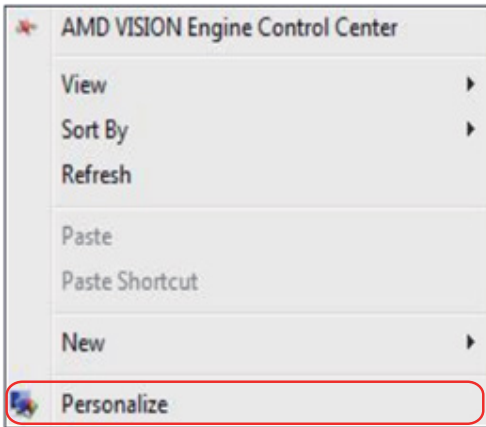 AMD VISION Engine Control Center
View
Sort By
Refresh
Paste
Paste Shortcut
New
Personalize